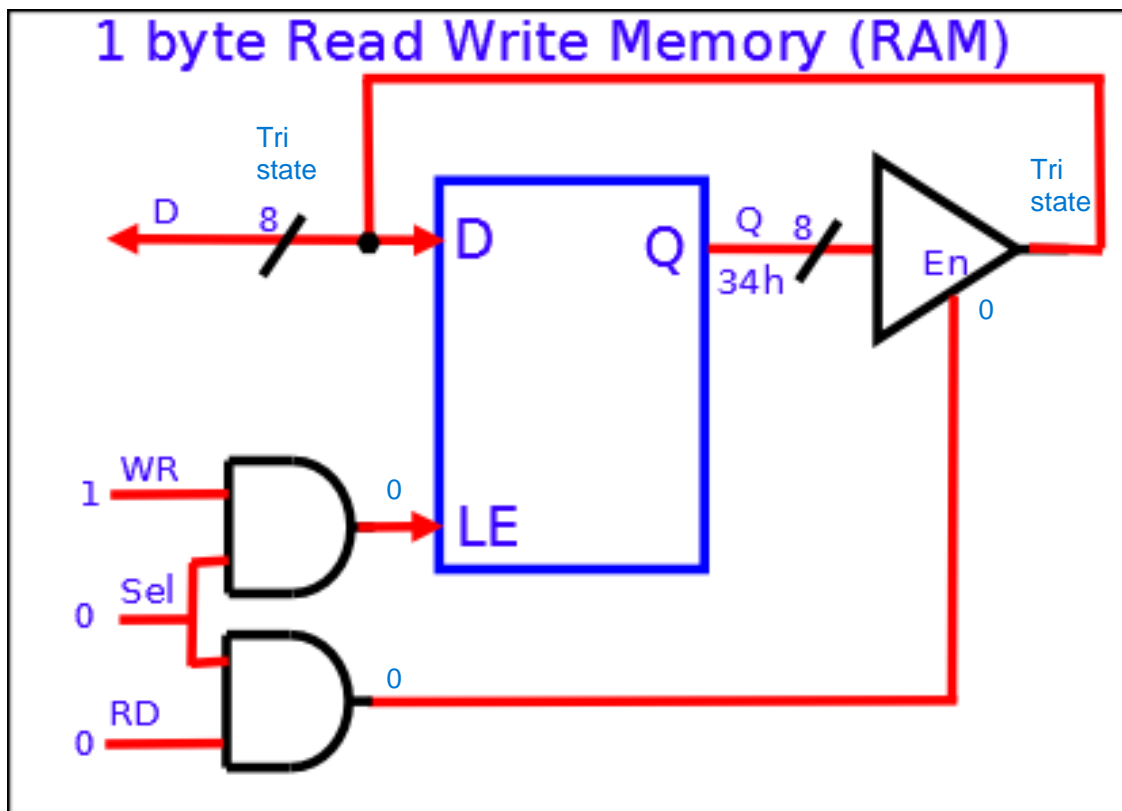 1 byte Read Write Memory (RAM)
Tri
state
D
8
D
Q
Q
8
34h
En
Tri
state
0
WR
1
0
LE
Sel
0
0
RD
0